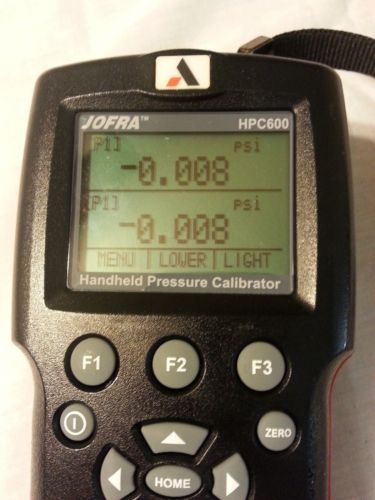 JOFRA™ HPC600
[P1] psi
-0.008
[P1] psi
-0.008
MENU | LOWER | LIGHT
Handheld Pressure Calibrator
F1 F2 F3
ZERO
HOME